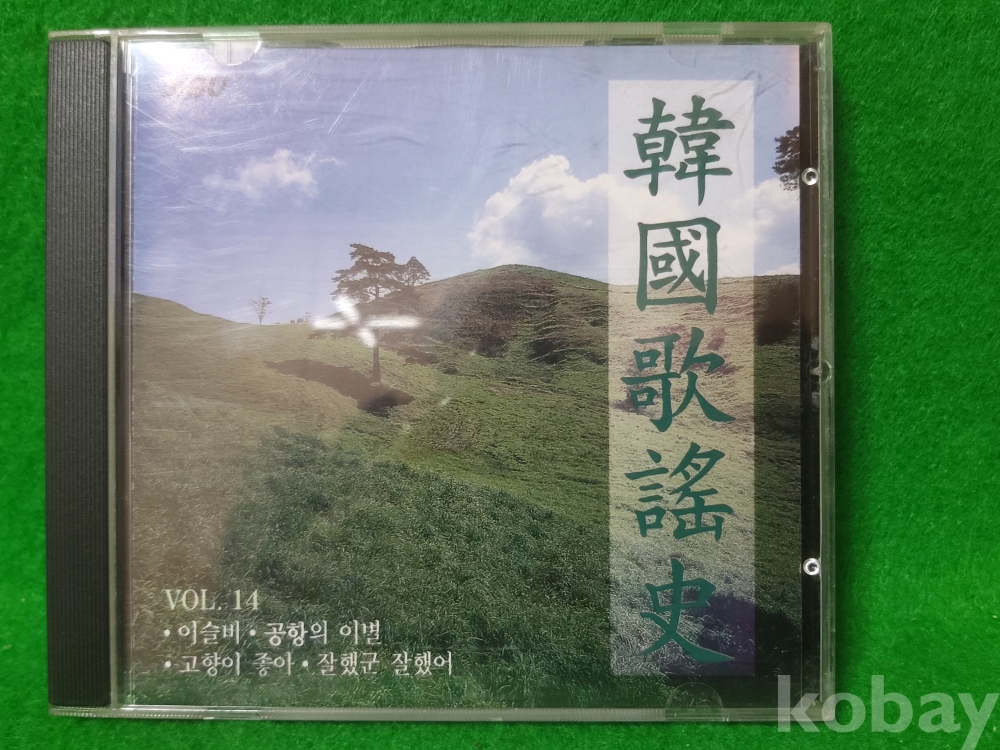 韓國歌謠史
VOL. 14
• 이슬비 • 공항의 이별
• 고향이 좋아 • 잘했군 잘했어
kobay